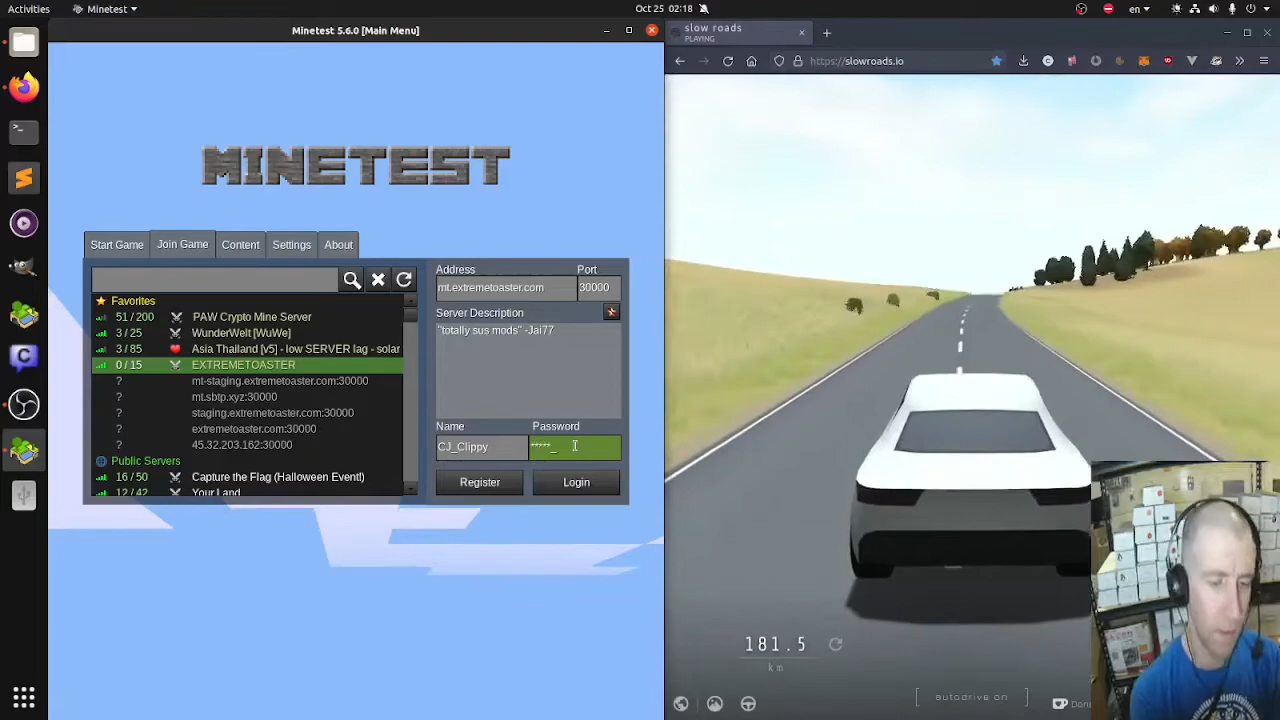 Activities
Minetest
Oct 25 02:18
en
Minetest 5.6.0 [Main Menu]
MINETEST
Start Game
Join Game
Content
Settings
About
Favorites
51 / 200 PAW Crypto Mine Server
3 / 25 WunderWelt [WuWe]
3 / 85 Asia Thailand [v5] - low SERVER lag - solar
0 / 15 EXTREMETOASTER
? mt-staging.extremetoaster.com:30000
? mt.sbtp.xyz:30000
? staging.extremetoaster.com:30000
? extremetoaster.com:30000
? 45.32.203.162:30000
Public Servers
16 / 50 Capture the Flag (Halloween Event!)
12 / 42 Your Land
Address
Port
mt.extremetoaster.com
30000
Server Description
"totally sus mods" -Jai77
Name
Password
CJ_Clippy
*****_
Register
Login
slow roads
PLAYING
https://slowroads.io
181.5
km
[ autodrive on ]
Don